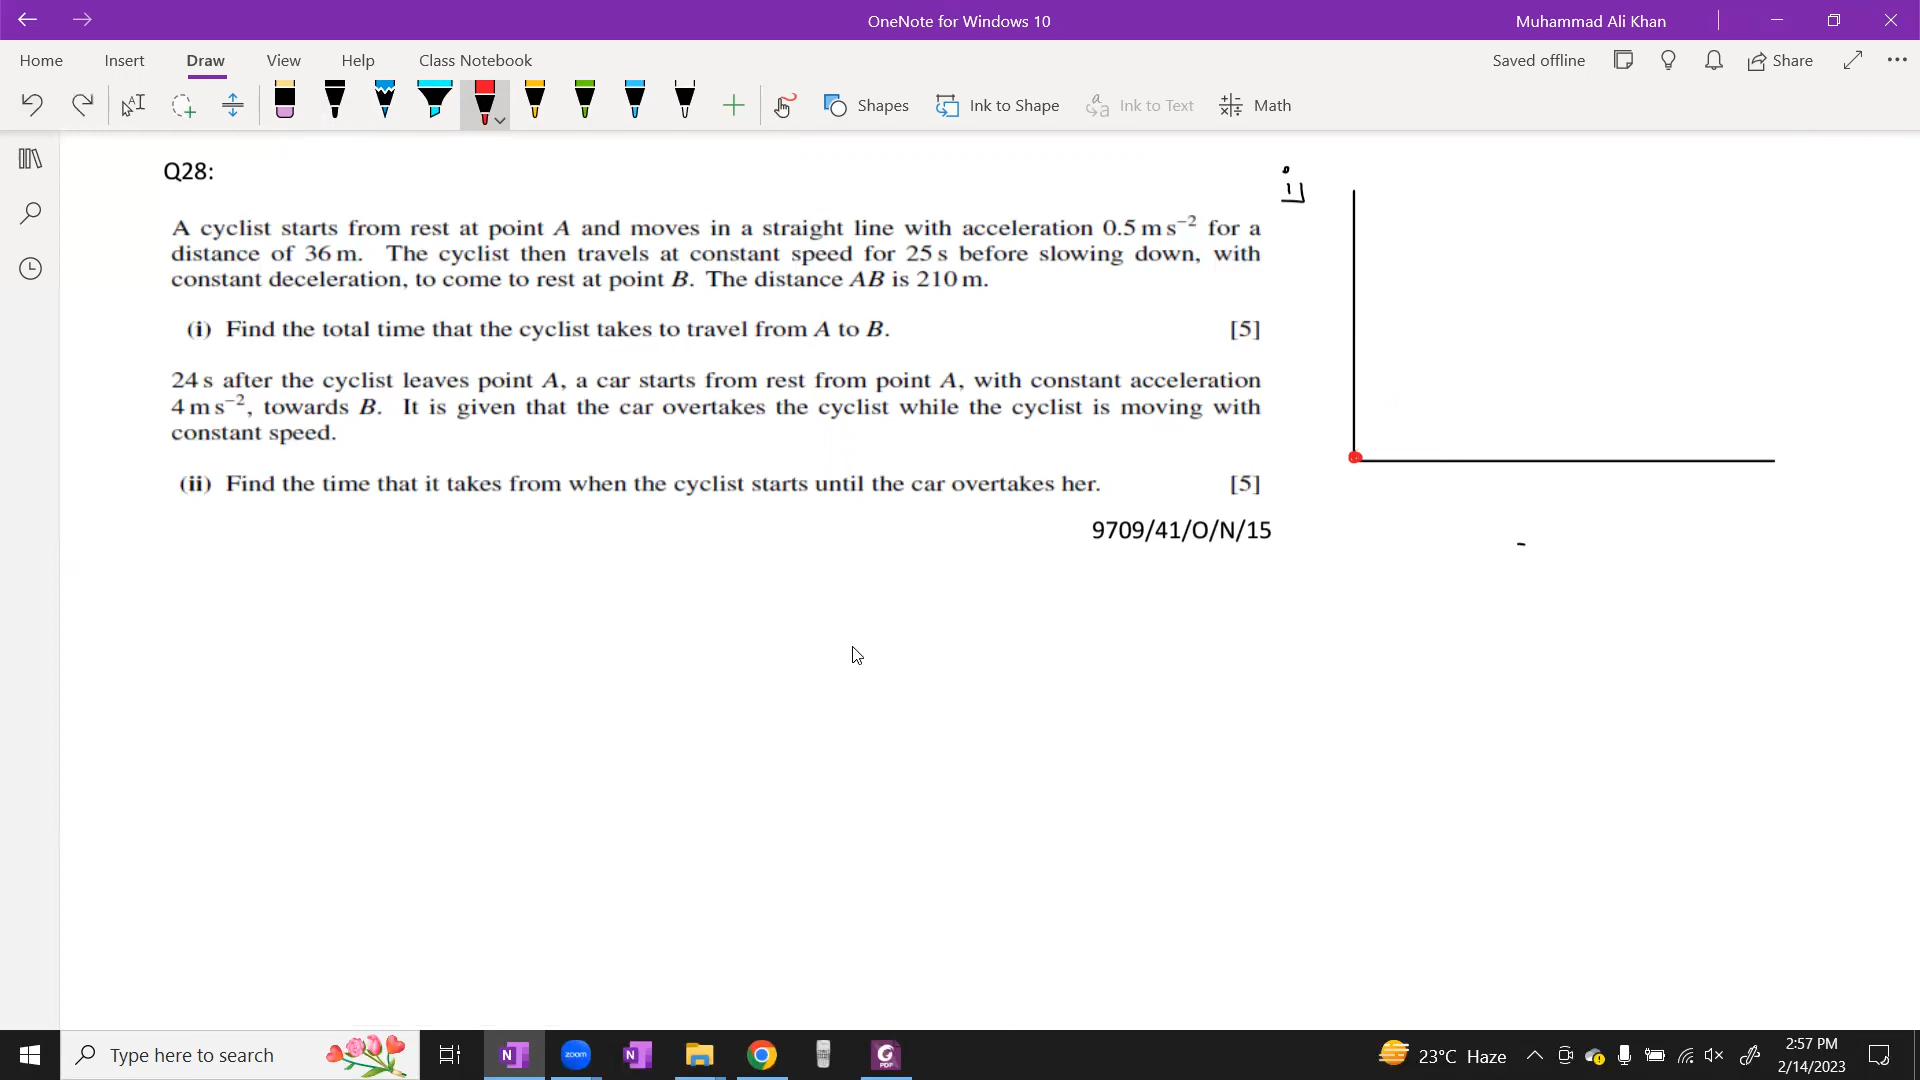 OneNote for Windows 10
Muhammad Ali Khan
Home Insert Draw View Help Class Notebook
Saved offline
Share
Shapes
Ink to Shape
Ink to Text
Math
Q28:
A cyclist starts from rest at point A and moves in a straight line with acceleration 0.5 m s⁻² for a
distance of 36 m. The cyclist then travels at constant speed for 25 s before slowing down, with
constant deceleration, to come to rest at point B. The distance AB is 210 m.
(i) Find the total time that the cyclist takes to travel from A to B. [5]
24 s after the cyclist leaves point A, a car starts from rest from point A, with constant acceleration
4 m s⁻², towards B. It is given that the car overtakes the cyclist while the cyclist is moving with
constant speed.
(ii) Find the time that it takes from when the cyclist starts until the car overtakes her. [5]
9709/41/O/N/15
Type here to search
zoom
23°C Haze
2:57 PM
2/14/2023